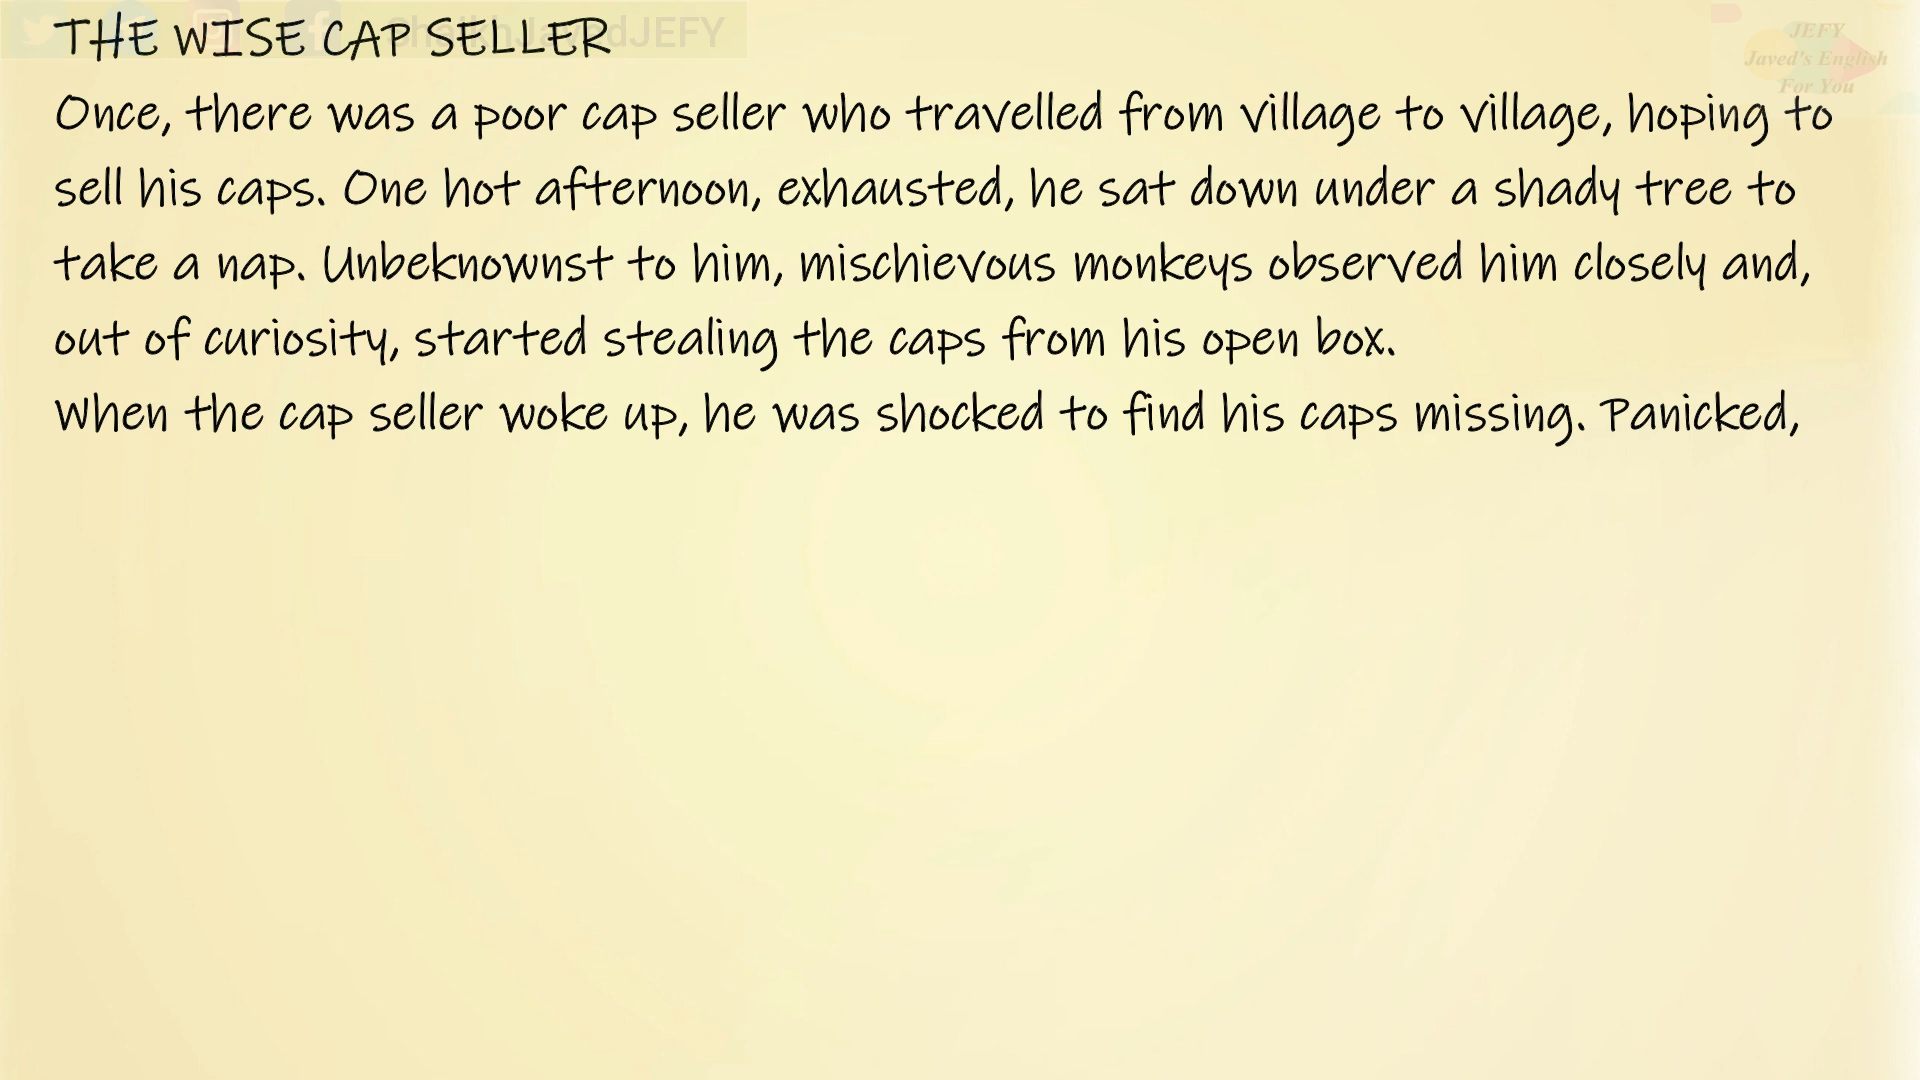 THE WISE CAP SELLER
ShaikhJavedJEFY
JEFY
Javed's English
For You
Once, there was a poor cap seller who travelled from village to village, hoping to
sell his caps. One hot afternoon, exhausted, he sat down under a shady tree to
take a nap. Unbeknownst to him, mischievous monkeys observed him closely and,
out of curiosity, started stealing the caps from his open box.
When the cap seller woke up, he was shocked to find his caps missing. Panicked,